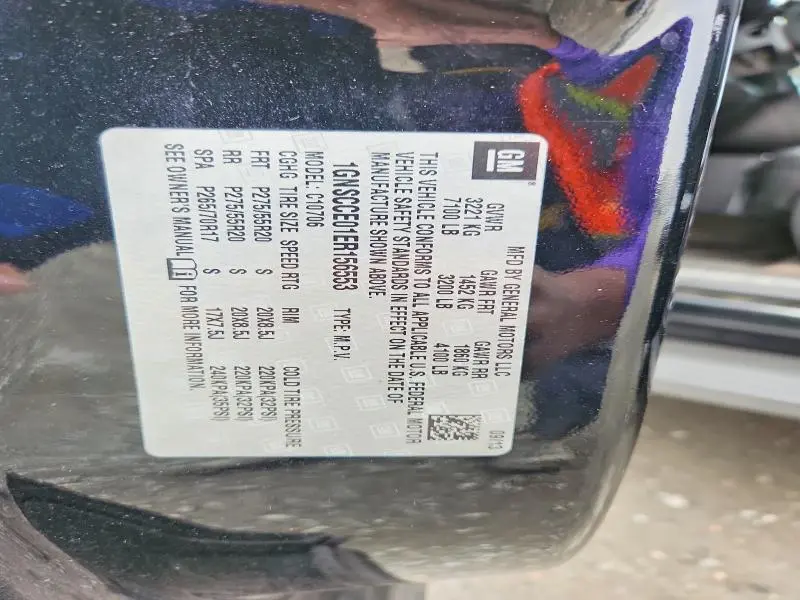 GM ®
MFD BY GENERAL MOTORS LLC 09/13
GVWR GAWR FRT GAWR RR
3221 KG 1452 KG 1860 KG
7100 LB 3200 LB 4100 LB
THIS VEHICLE CONFORMS TO ALL APPLICABLE U.S. FEDERAL MOTOR
VEHICLE SAFETY STANDARDS IN EFFECT ON THE DATE OF
MANUFACTURE SHOWN ABOVE.
1GNSCCE01ER156553 TYPE: M.P.V.
MODEL: C10706
CGHG TIRE SIZE SPEED RTG RIM COLD TIRE PRESSURE
FRT P275/55R20 S 20X8.5J 220KPA(32PSI)
RR P275/55R20 S 20X8.5J 220KPA(32PSI)
SPA P265/70R17 S 17X7.5J 240KPA(35PSI)
SEE OWNER'S MANUAL FOR MORE INFORMATION.